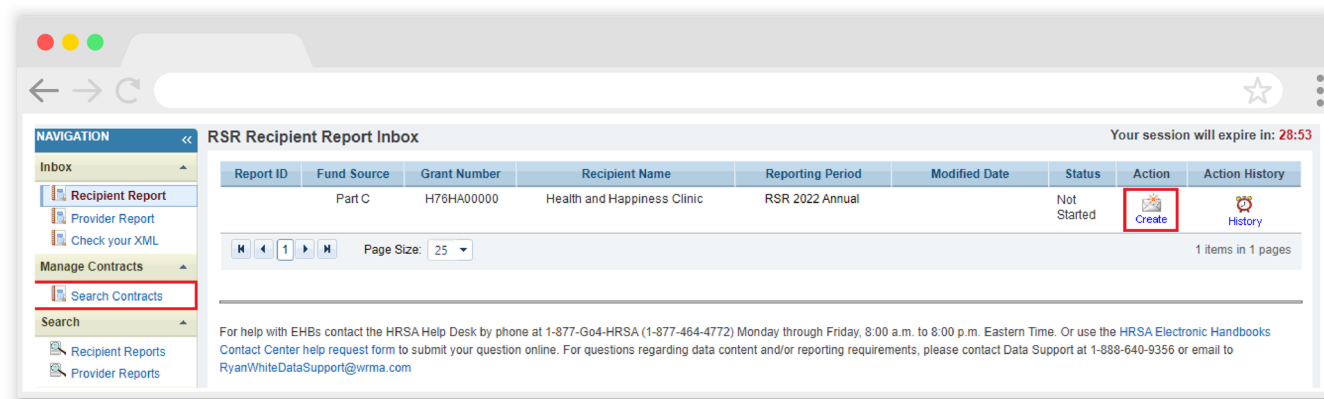 NAVIGATION «
RSR Recipient Report Inbox
Your session will expire in: 28:53
Inbox
Recipient Report
Provider Report
Check your XML
Manage Contracts
Search Contracts
Search
Recipient Reports
Provider Reports
Report ID Fund Source Grant Number Recipient Name Reporting Period Modified Date Status Action Action History
Part C H76HA00000 Health and Happiness Clinic RSR 2022 Annual Not Started Create History
1 Page Size: 25 1 items in 1 pages
For help with EHBs contact the HRSA Help Desk by phone at 1-877-Go4-HRSA (1-877-464-4772) Monday through Friday, 8:00 a.m. to 8:00 p.m. Eastern Time. Or use the HRSA Electronic Handbooks
Contact Center help request form to submit your question online. For questions regarding data content and/or reporting requirements, please contact Data Support at 1-888-640-9356 or email to
RyanWhiteDataSupport@wrma.com